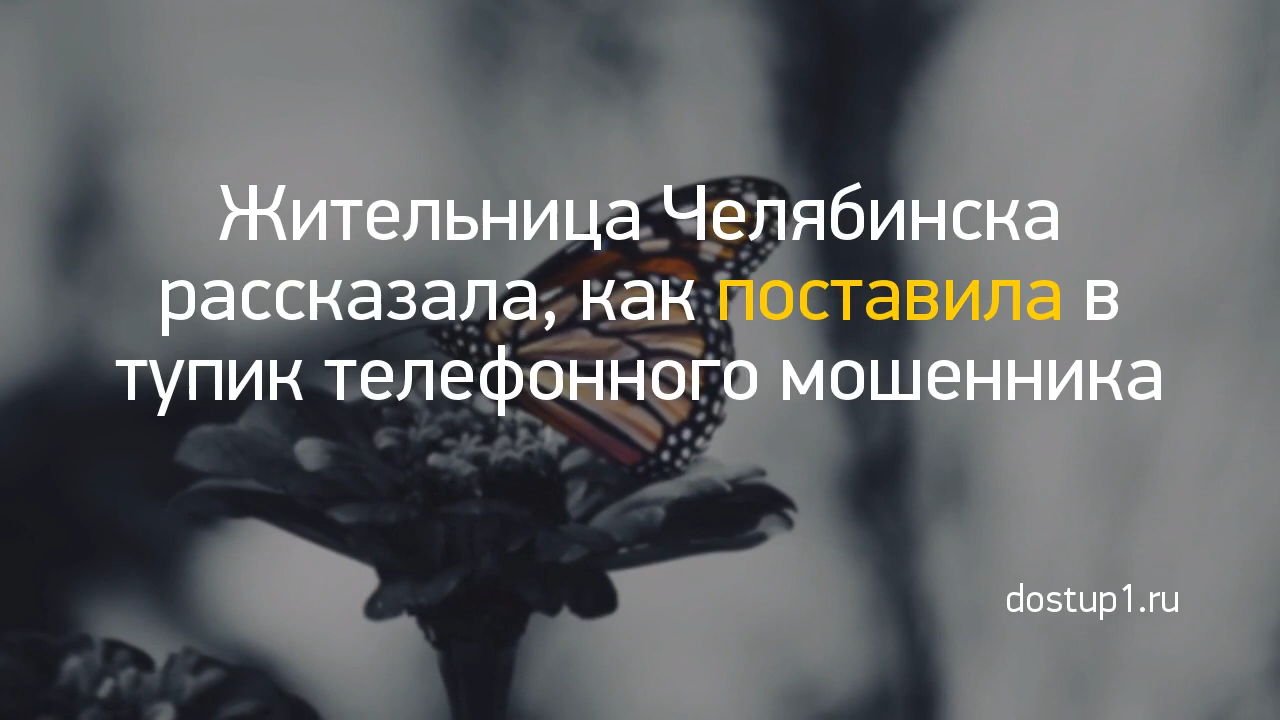 Жительница Челябинска
рассказала, как поставила в
тупик телефонного мошенника
dostup1.ru